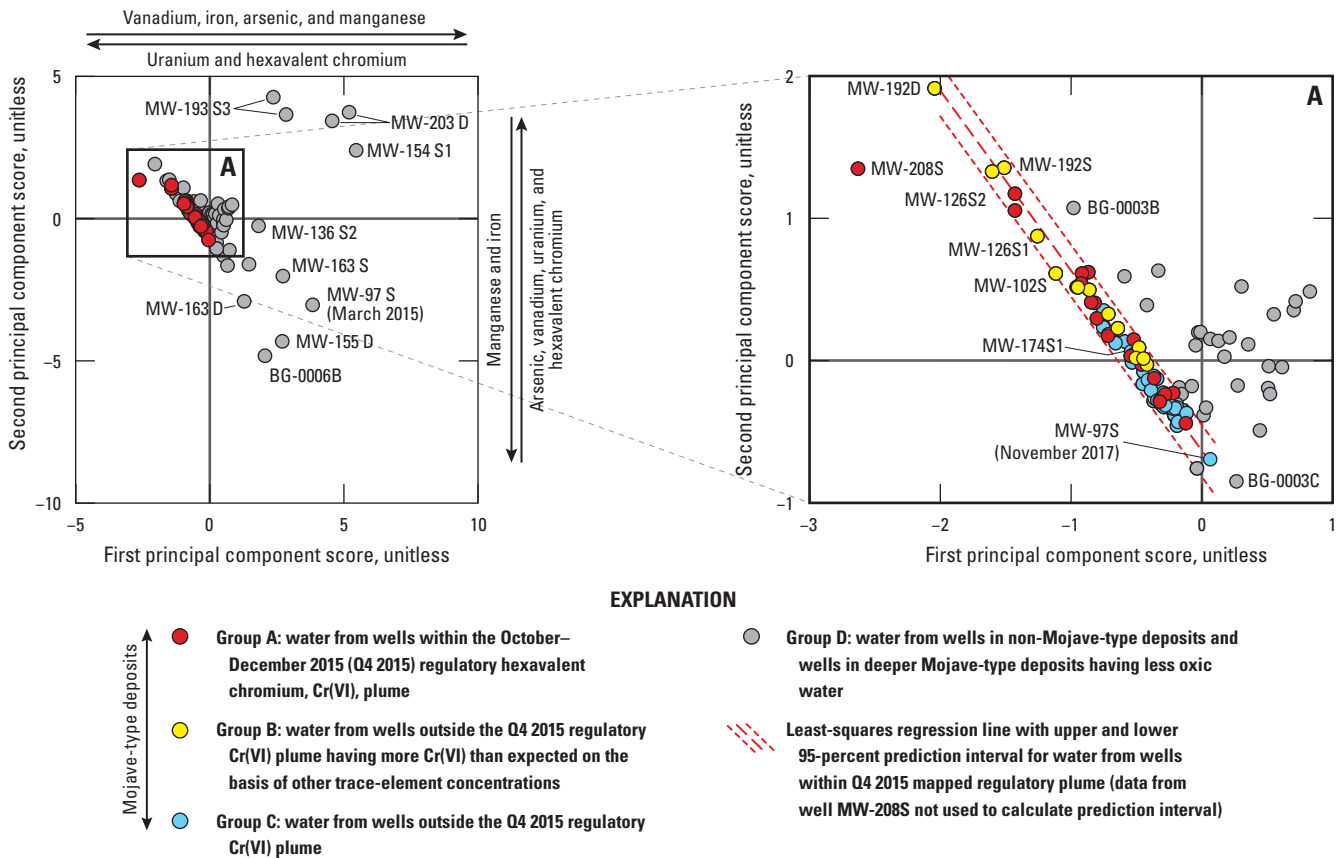 Vanadium, iron, arsenic, and manganese
Uranium and hexavalent chromium
Second principal component score, unitless
5
0
−5
−10
−5
0
5
10
First principal component score, unitless
MW-193 S3
MW-203 D
MW-154 S1
A
MW-136 S2
MW-163 S
MW-163 D
MW-97 S
(March 2015)
MW-155 D
BG-0006B
Manganese and iron
Arsenic, vanadium, uranium, and
hexavalent chromium
Second principal component score, unitless
2
1
0
−1
−3
−2
−1
0
1
First principal component score, unitless
A
MW-192D
MW-208S
MW-192S
MW-126S2
BG-0003B
MW-126S1
MW-102S
MW-174S1
MW-97S
(November 2017)
BG-0003C
EXPLANATION
Mojave-type deposits
Group A: water from wells within the October–
December 2015 (Q4 2015) regulatory hexavalent
chromium, Cr(VI), plume
Group B: water from wells outside the Q4 2015 regulatory
Cr(VI) plume having more Cr(VI) than expected on the
basis of other trace-element concentrations
Group C: water from wells outside the Q4 2015 regulatory
Cr(VI) plume
Group D: water from wells in non-Mojave-type deposits and
wells in deeper Mojave-type deposits having less oxic
water
Least-squares regression line with upper and lower
95-percent prediction interval for water from wells
within Q4 2015 mapped regulatory plume (data from
well MW-208S not used to calculate prediction interval)